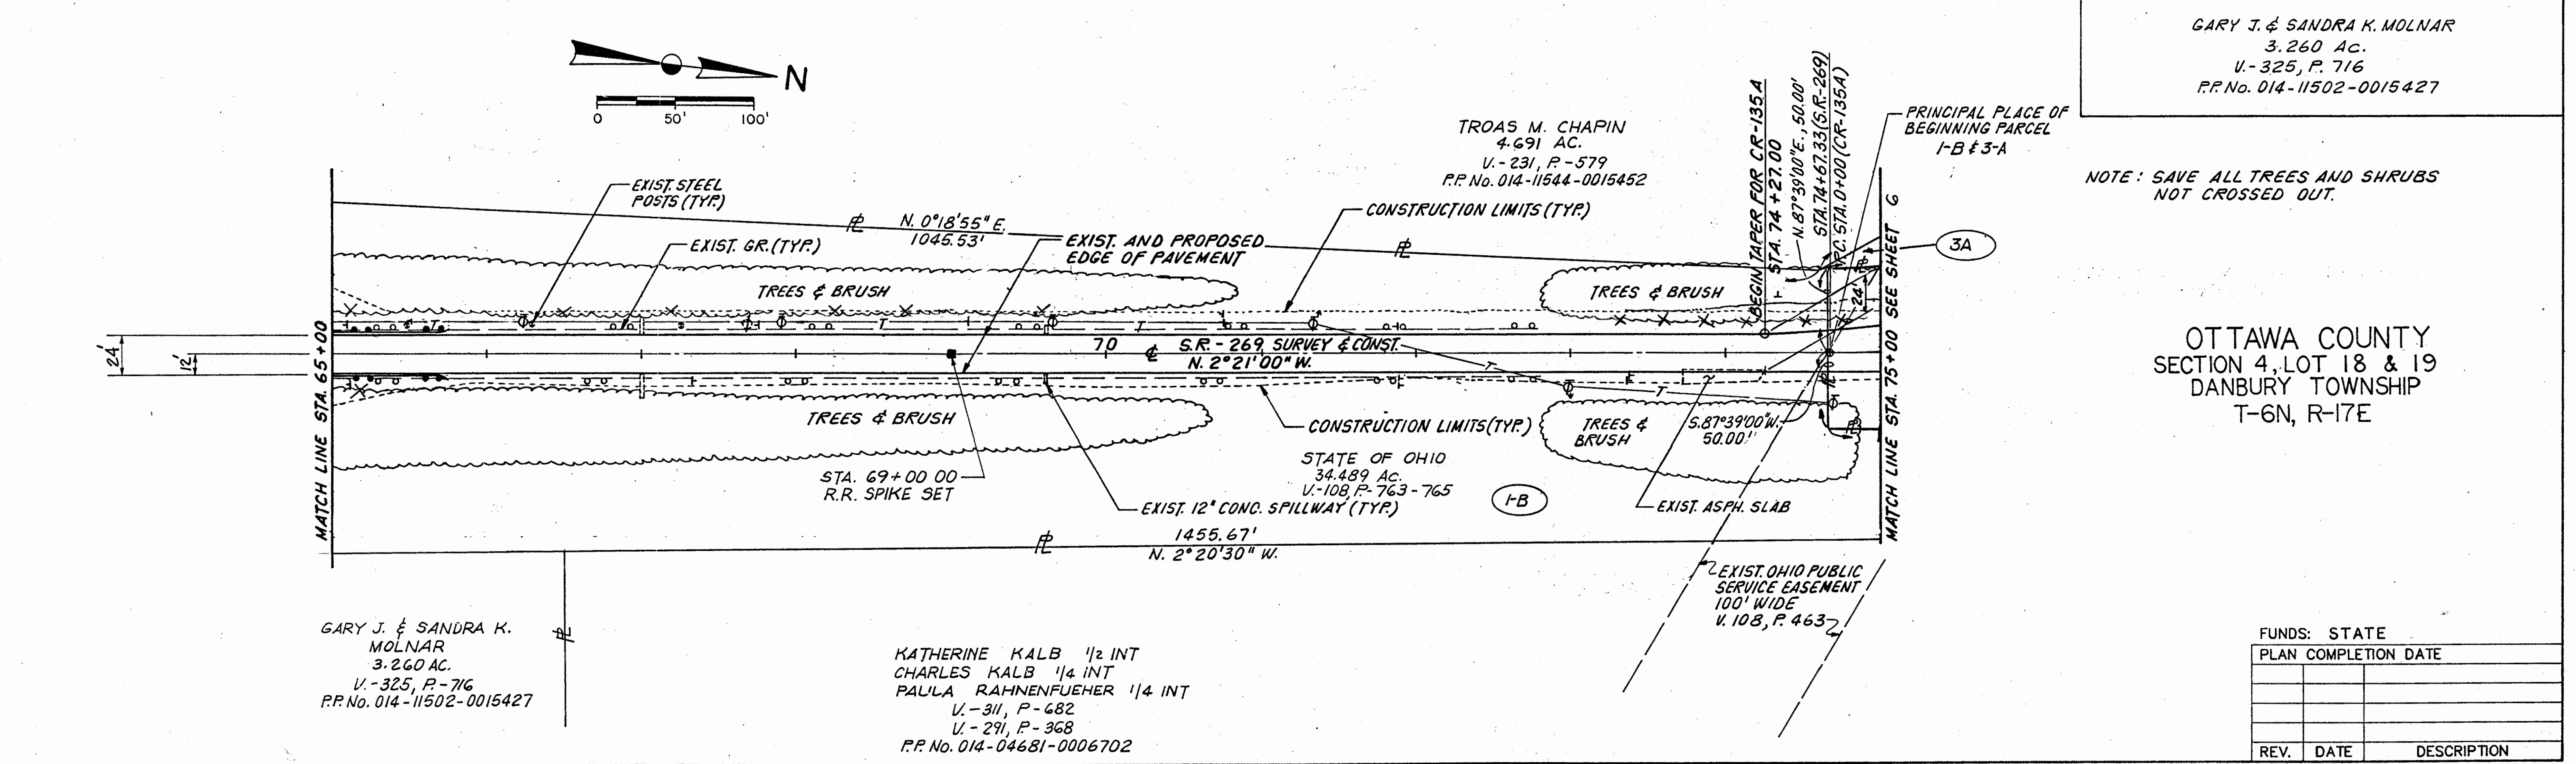 GARY J. & SANDRA K. MOLNAR
3.260 AC.
V.-325, P. 716
P.P. No. 014-11502-0015427
N
0 50' 100'
TROAS M. CHAPIN
4.691 AC.
V.-231, P.-579
P.P. No. 014-11544-0015452
BEGIN TAPER FOR CR-135A
STA. 74+27.00
N.87°39'00"E., 50.00'
STA. 74+67.33 (S.R.-269)
P.R.C. STA. 0+00 (CR-135A)
PRINCIPAL PLACE OF
BEGINNING PARCEL
1-B & 3-A
NOTE: SAVE ALL TREES AND SHRUBS
NOT CROSSED OUT.
EXIST. STEEL
POSTS (TYP.)
EXIST. GR. (TYP.)
N. 0°18'55" E.
1045.53'
EXIST. AND PROPOSED
EDGE OF PAVEMENT
CONSTRUCTION LIMITS (TYP.)
3A
24'
TREES & BRUSH
TREES & BRUSH
24'
12'
70
S.R.-269, SURVEY & CONST.
N. 2°21'00" W.
MATCH LINE STA. 65+00
MATCH LINE STA. 75+00 SEE SHEET 6
TREES & BRUSH
CONSTRUCTION LIMITS (TYP.)
TREES &
BRUSH
S.87°39'00"W.
50.00'
STA. 69+00 00
R.R. SPIKE SET
STATE OF OHIO
34.489 AC.
V.-108, P.-763-765
1-B
EXIST. 12" CONC. SPILLWAY (TYP.)
EXIST. ASPH. SLAB
1455.67'
N. 2°20'30" W.
EXIST. OHIO PUBLIC
SERVICE EASEMENT
100' WIDE
V. 108, P. 463
OTTAWA COUNTY
SECTION 4, LOT 18 & 19
DANBURY TOWNSHIP
T-6N, R-17E
GARY J. & SANDRA K.
MOLNAR
3.260 AC.
V.-325, P.-716
P.P. No. 014-11502-0015427
KATHERINE KALB 1/2 INT
CHARLES KALB 1/4 INT
PAULA RAHNENFUEHER 1/4 INT
V.-311, P-682
V.-291, P.-368
P.P. No. 014-04681-0006702
FUNDS: STATE
PLAN COMPLETION DATE
REV. DATE DESCRIPTION